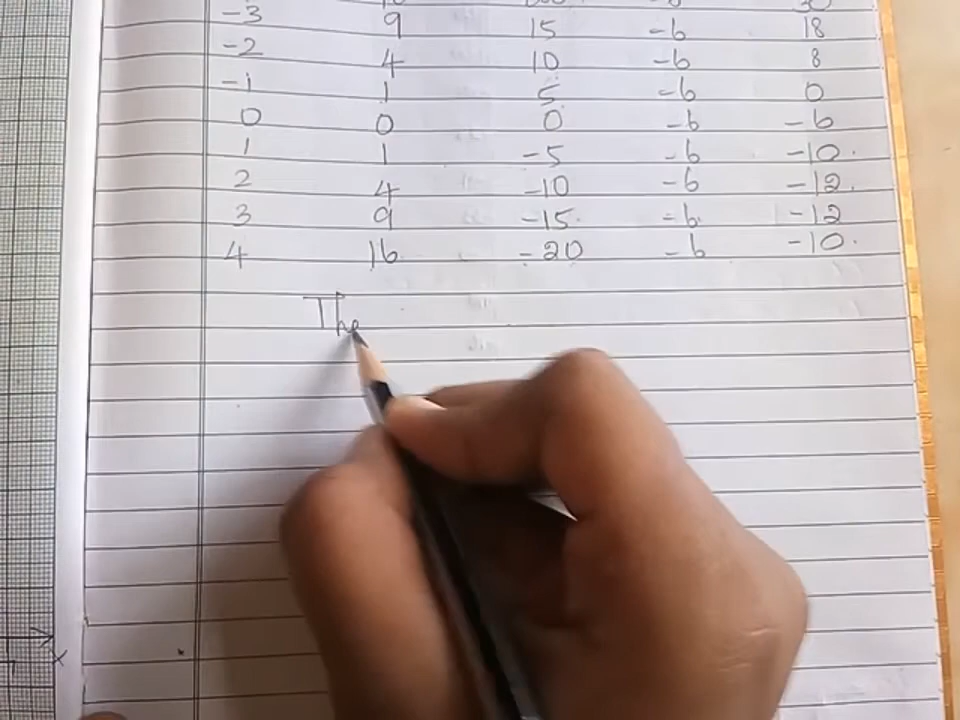 -3 9 15 -6 18
-2 4 10 -6 8
-1 1 5 -6 0
0 0 0 -6 -6
1 1 -5 -6 -10.
2 4 -10 -6 -12.
3 9 -15. -6. -12
4 16 -20 -6 -10.
The
x